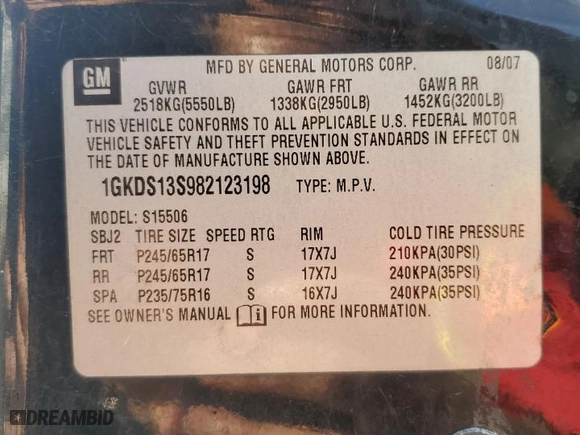 GM
MFD BY GENERAL MOTORS CORP. 08/07
GVWR GAWR FRT GAWR RR
2518KG(5550LB) 1338KG(2950LB) 1452KG(3200LB)
THIS VEHICLE CONFORMS TO ALL APPLICABLE U.S. FEDERAL MOTOR
VEHICLE SAFETY AND THEFT PREVENTION STANDARDS IN EFFECT ON
THE DATE OF MANUFACTURE SHOWN ABOVE.
1GKDS13S982123198 TYPE: M.P.V.
MODEL: S15506
SBJ2 TIRE SIZE SPEED RTG RIM COLD TIRE PRESSURE
FRT P245/65R17 S 17X7J 210KPA(30PSI)
RR P245/65R17 S 17X7J 240KPA(35PSI)
SPA P235/75R16 S 16X7J 240KPA(35PSI)
SEE OWNER'S MANUAL i FOR MORE INFORMATION.
DREAMBID